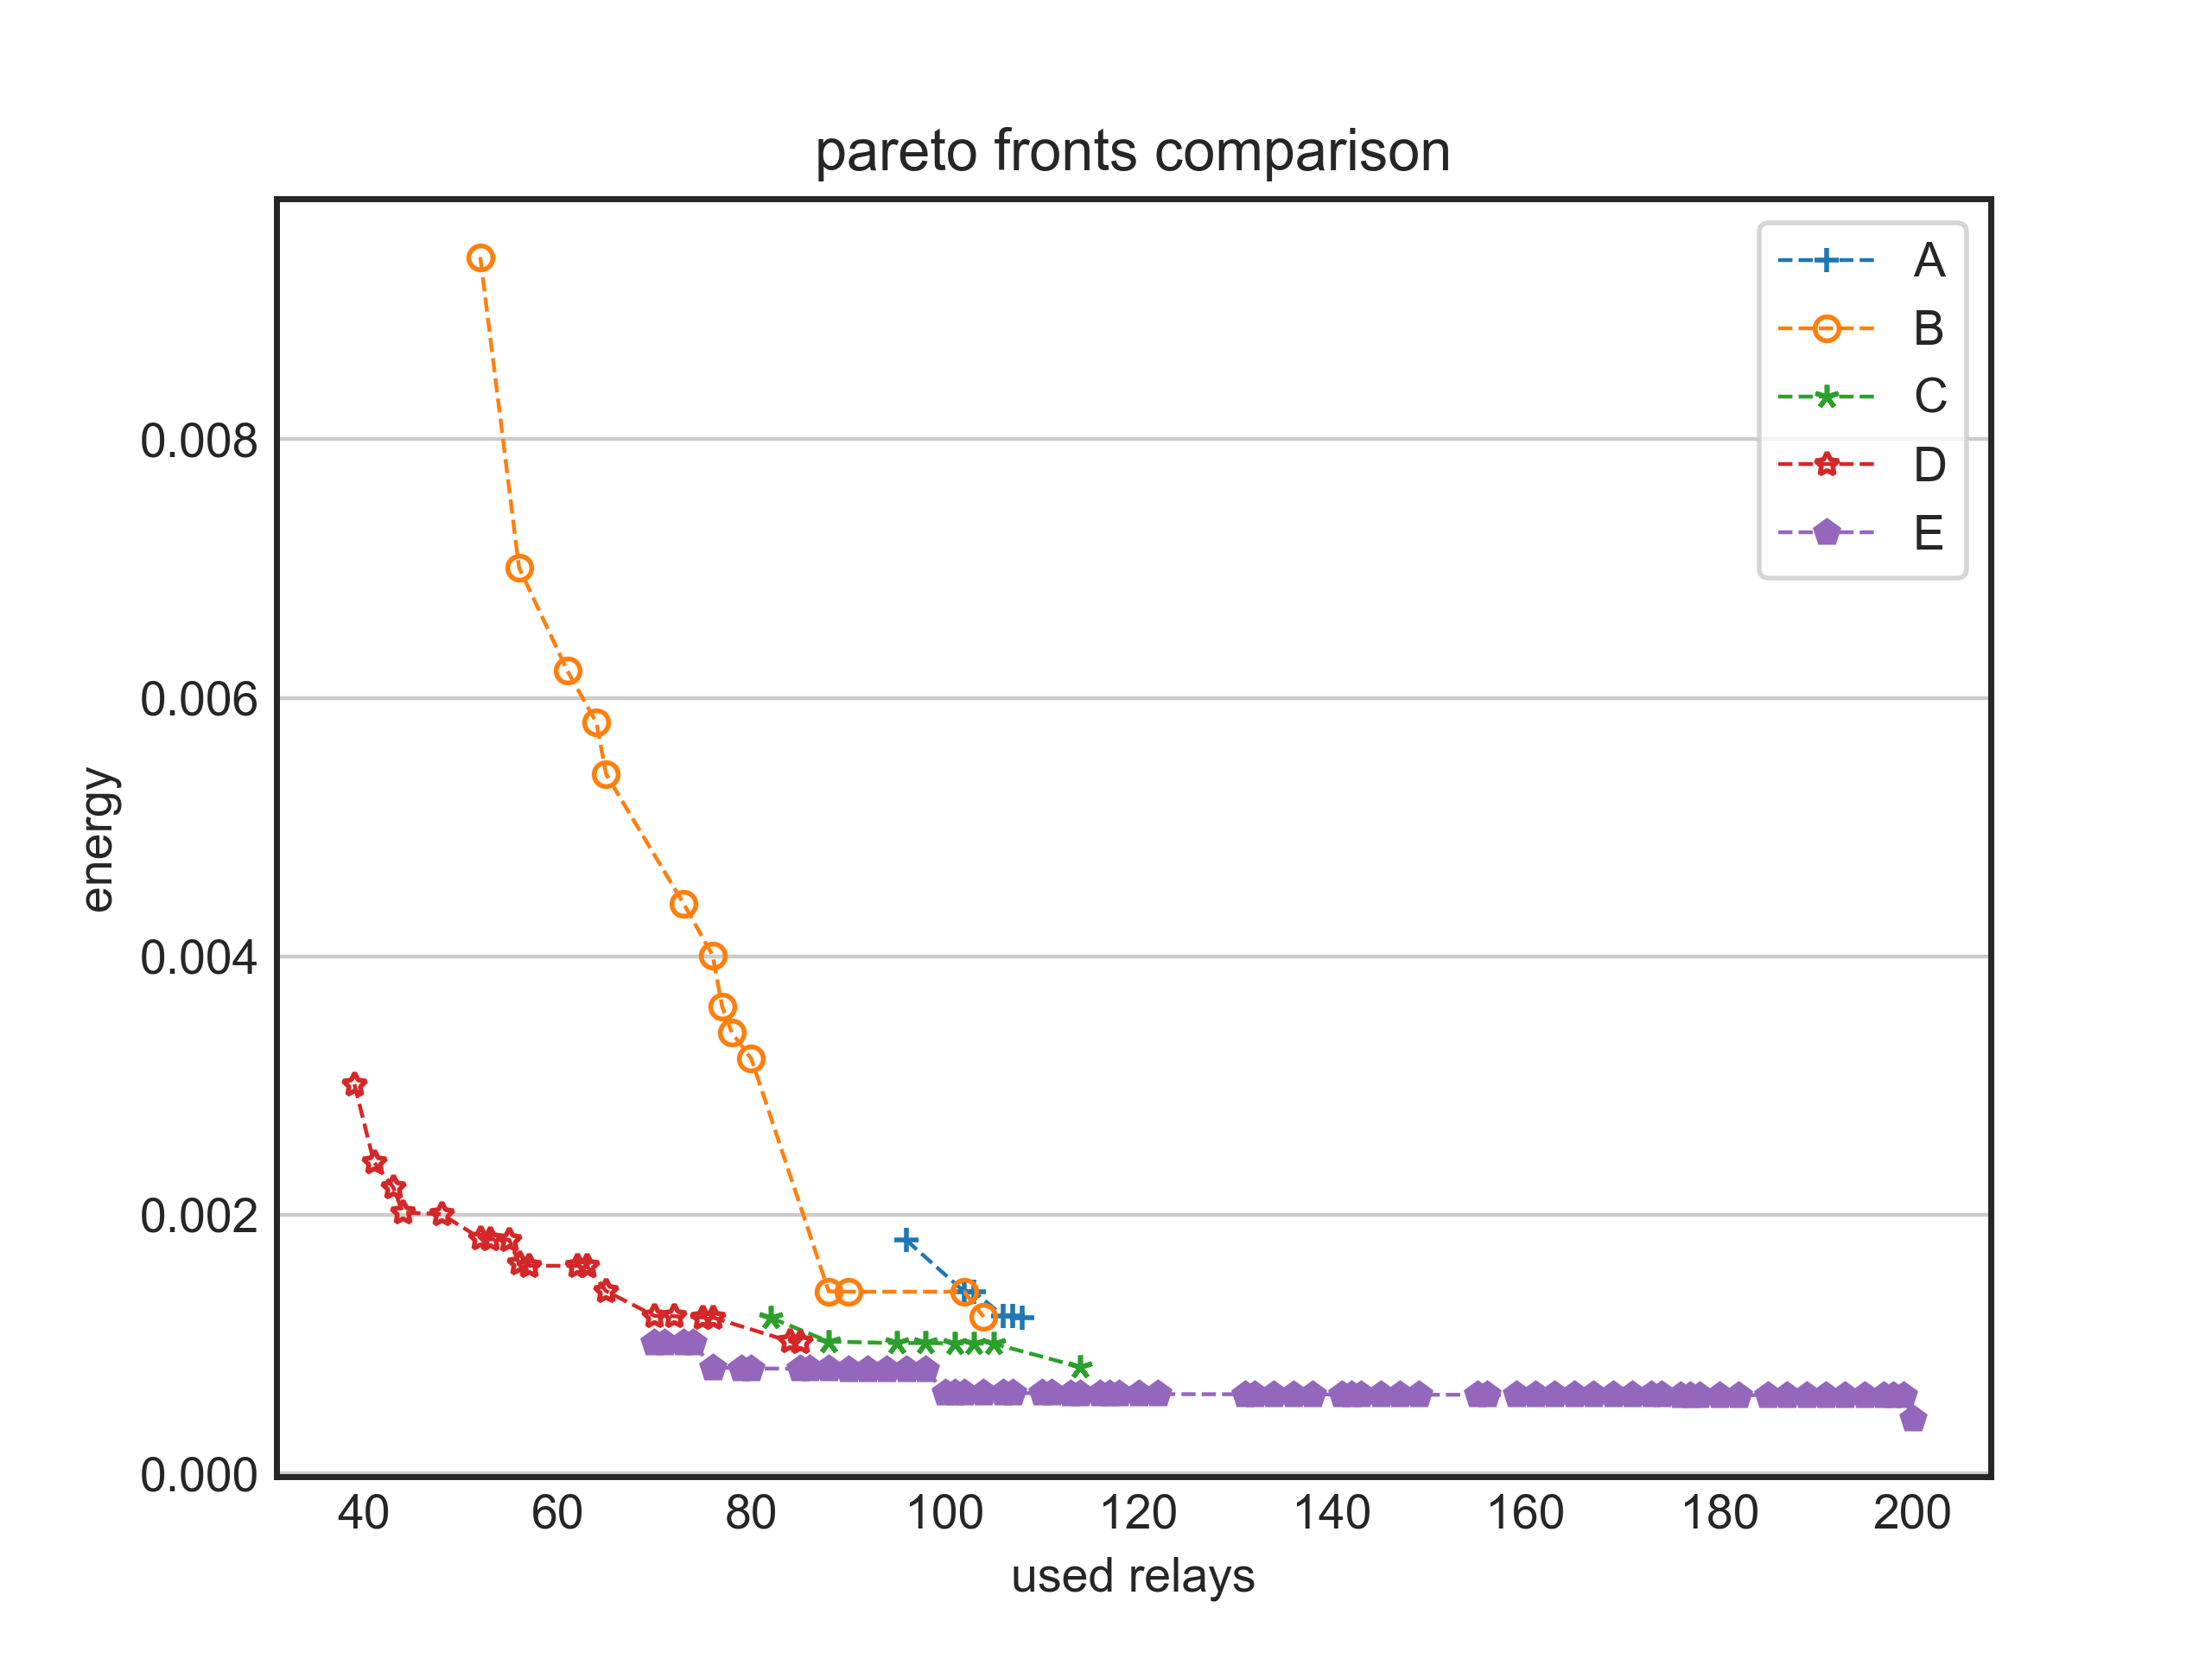 pareto fronts comparison
A
B
C
D
E
0.008
0.006
0.004
0.002
0.000
energy
40 60 80 100 120 140 160 180 200
used relays